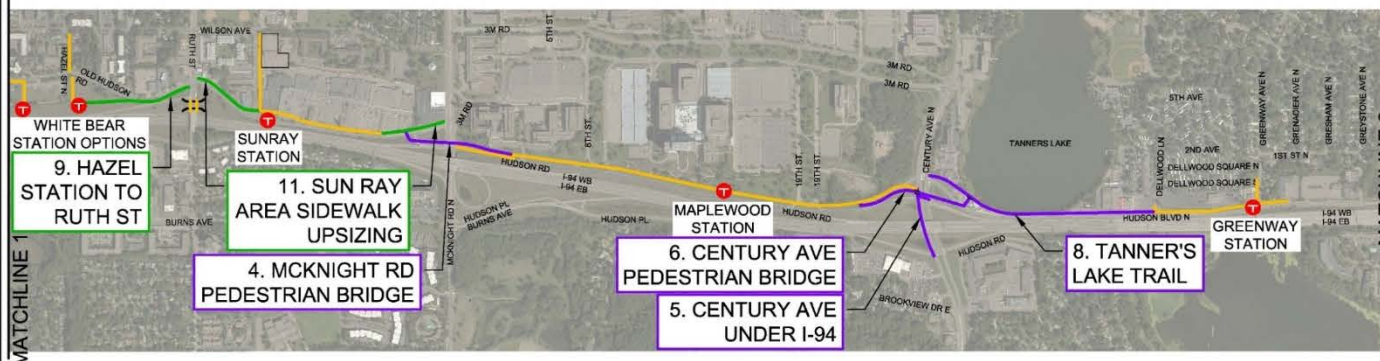 WILSON AVE
HAZEL ST N
OLD HUDSON
RD
RUTH ST
3M RD
6TH ST.
3M RD
3M RD
3M RD
6TH ST.
19TH ST.
19TH ST.
CENTURY AVE N
TANNERS LAKE
5TH AVE
GREENWAY AVE N
GRENADIER AVE N
GRESHAM AVE N
GREYSTONE AVE N
2ND AVE
1ST ST N
DELLWOOD LN
DELLWOOD SQUARE N
DELLWOOD SQUARE S
T
T
T
T
T
WHITE BEAR
STATION OPTIONS
SUNRAY
STATION
MAPLEWOOD
STATION
GREENWAY
STATION
HUDSON RD
I-94 WB
I-94 EB
HUDSON RD
HUDSON BLVD N
I-94 WB
I-94 EB
BURNS AVE
MCKNIGHT RD N
HUDSON PL
BURNS AVE
HUDSON PL
HUDSON RD
BROOKVIEW DR E
9. HAZEL
STATION TO
RUTH ST
11. SUN RAY
AREA SIDEWALK
UPSIZING
4. MCKNIGHT RD
PEDESTRIAN BRIDGE
6. CENTURY AVE
PEDESTRIAN BRIDGE
5. CENTURY AVE
UNDER I-94
8. TANNER'S
LAKE TRAIL
MATCHLINE 1